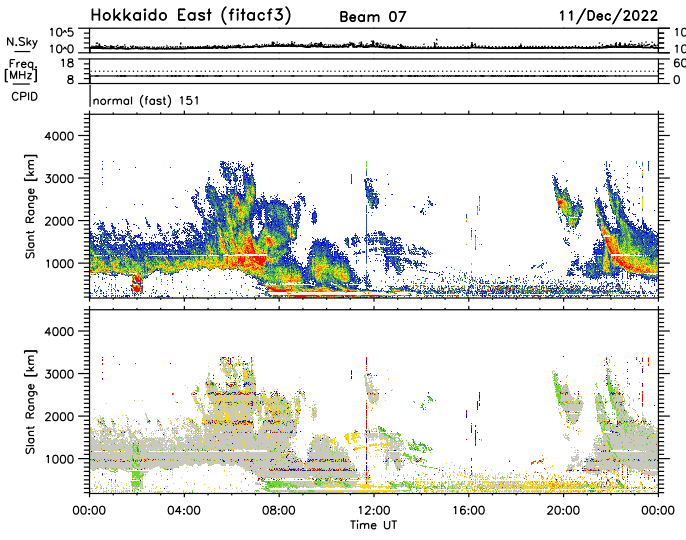 Hokkaido East (fitacf3) Beam 07 11/Dec/2022
N.Sky 10^5 10^0 10 10
Freq. [MHz] 18 8 60 0
CPID normal (fast) 151
Slant Range [km] 4000 3000 2000 1000
Slant Range [km] 4000 3000 2000 1000
00:00 04:00 08:00 12:00 16:00 20:00 00:00
Time UT